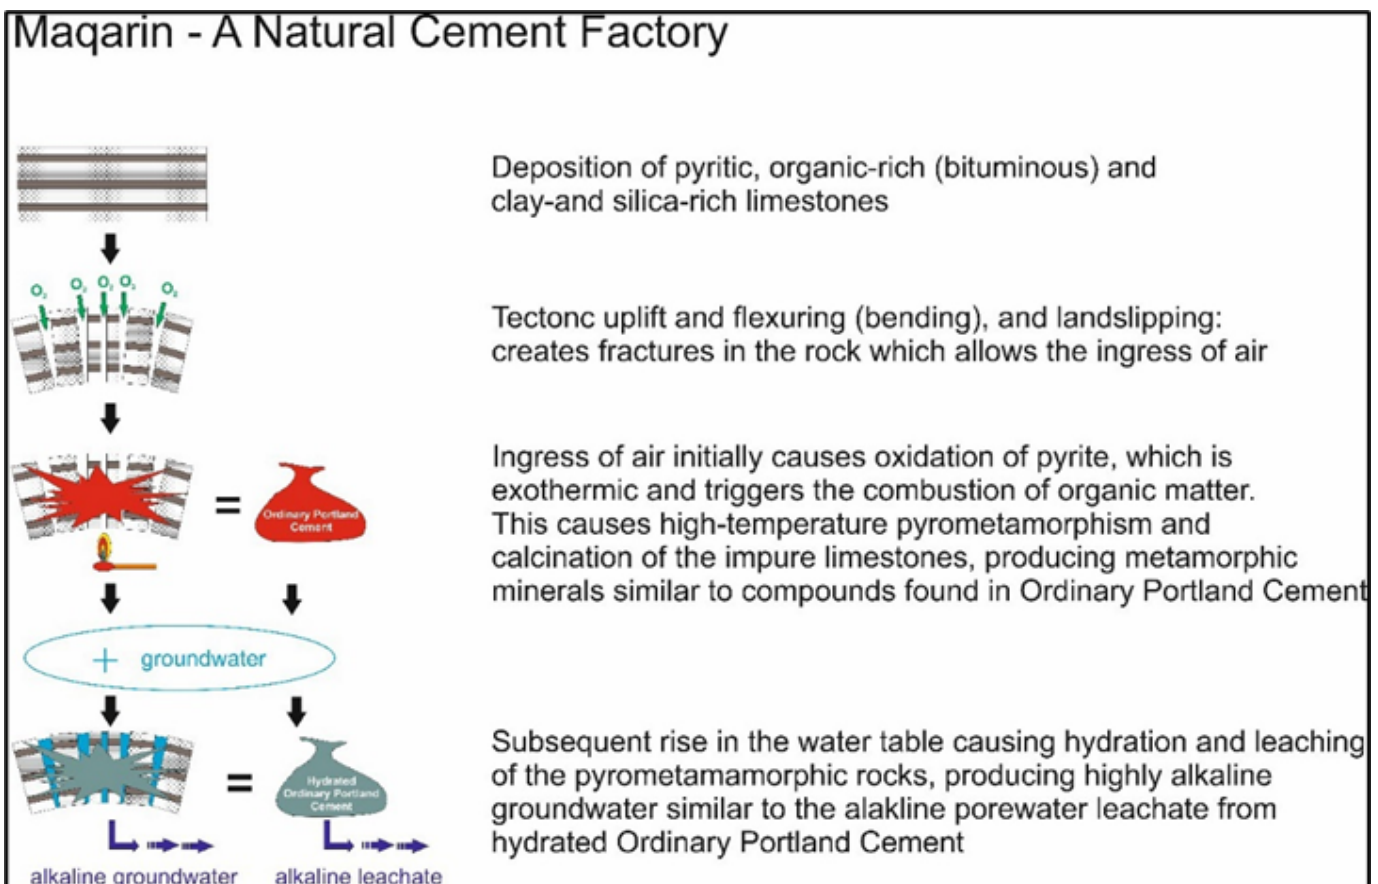 Maqarin - A Natural Cement Factory
Deposition of pyritic, organic-rich (bituminous) and
clay-and silica-rich limestones
O₂ O₂ O₂ O₂ O₂
Tectonc uplift and flexuring (bending), and landslipping:
creates fractures in the rock which allows the ingress of air
Ingress of air initially causes oxidation of pyrite, which is
exothermic and triggers the combustion of organic matter.
This causes high-temperature pyrometamorphism and
calcination of the impure limestones, producing metamorphic
minerals similar to compounds found in Ordinary Portland Cement
=
Ordinary Portland
Cement
+ groundwater
Subsequent rise in the water table causing hydration and leaching
of the pyrometamamorphic rocks, producing highly alkaline
groundwater similar to the alakline porewater leachate from
hydrated Ordinary Portland Cement
=
Hydrated
Ordinary Portland
Cement
alkaline groundwater
alkaline leachate